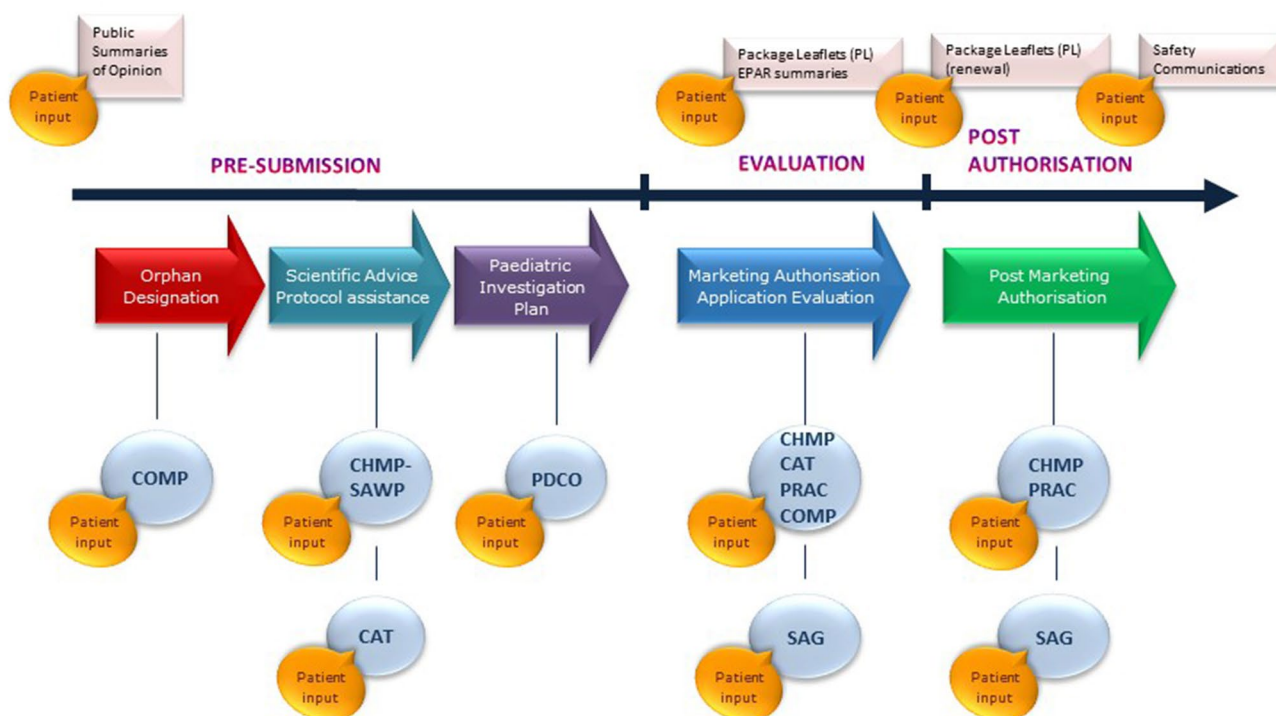 Public
Summaries
of Opinion
Patient
input
Package Leaflets (PL)
EPAR summaries
Patient
input
Package Leaflets (PL)
(renewal)
Patient
input
Safety
Communications
Patient
input
PRE-SUBMISSION
EVALUATION
POST
AUTHORISATION
Orphan
Designation
Scientific Advice
Protocol assistance
Paediatric
Investigation
Plan
Marketing Authorisation
Application Evaluation
Post Marketing
Authorisation
COMP
Patient
input
CHMP-
SAWP
Patient
input
PDCO
Patient
input
CHMP
CAT
PRAC
COMP
Patient
input
CHMP
PRAC
Patient
input
CAT
Patient
input
SAG
Patient
input
SAG
Patient
input